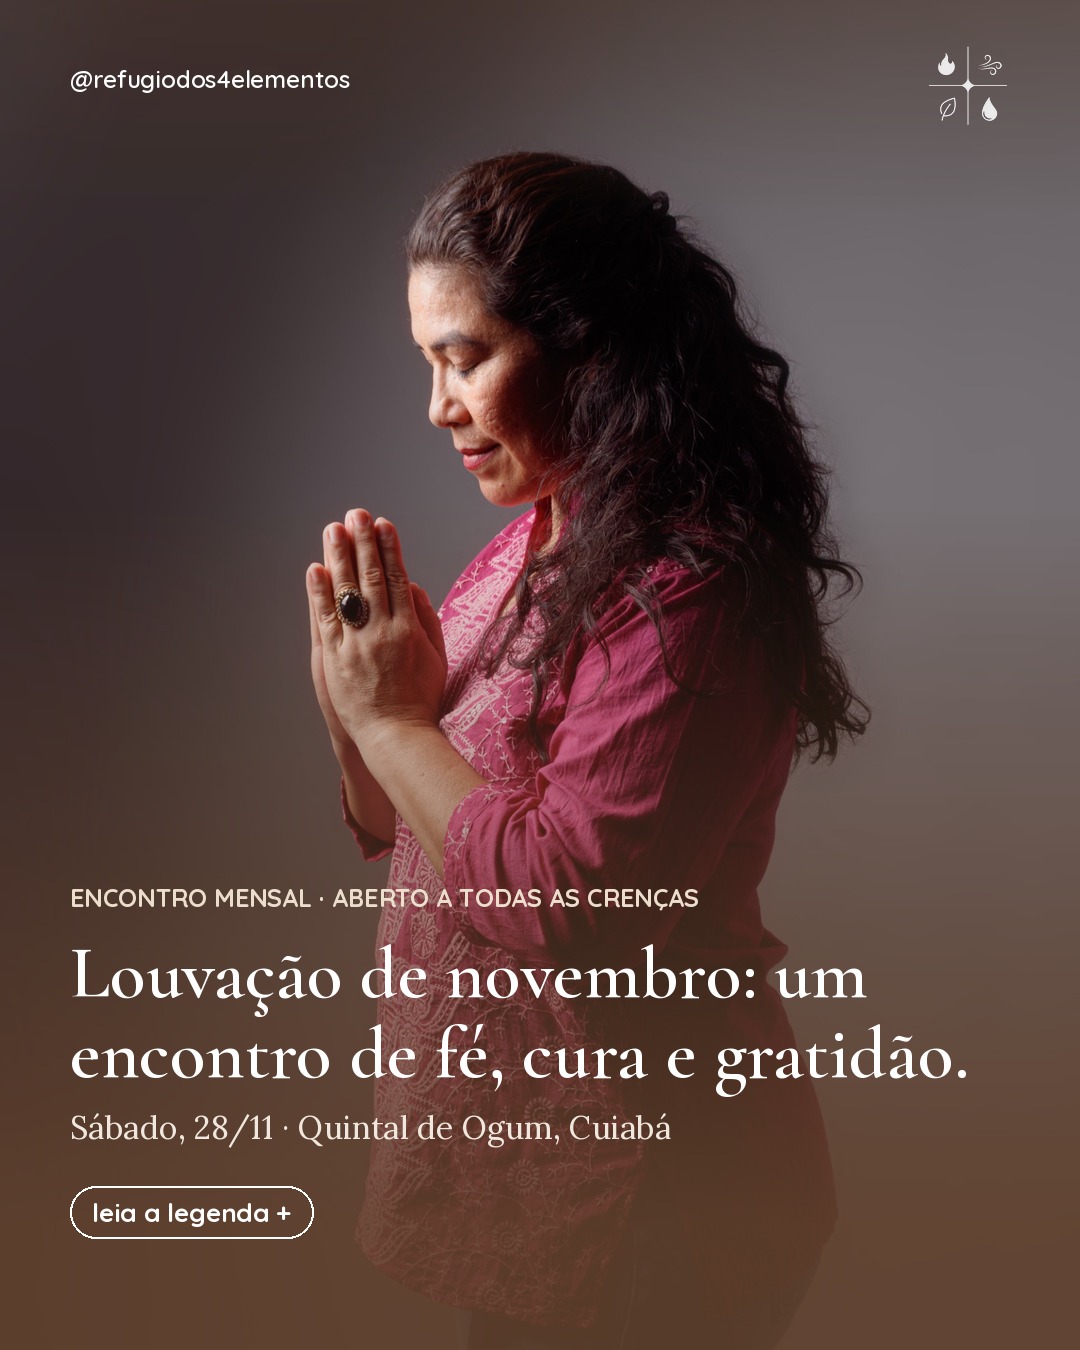 @refugiodos4elementos
ENCONTRO MENSAL · ABERTO A TODAS AS CRENÇAS
Louvação de novembro: um
encontro de fé, cura e gratidão.
Sábado, 28/11 · Quintal de Ogum, Cuiabá
leia a legenda +